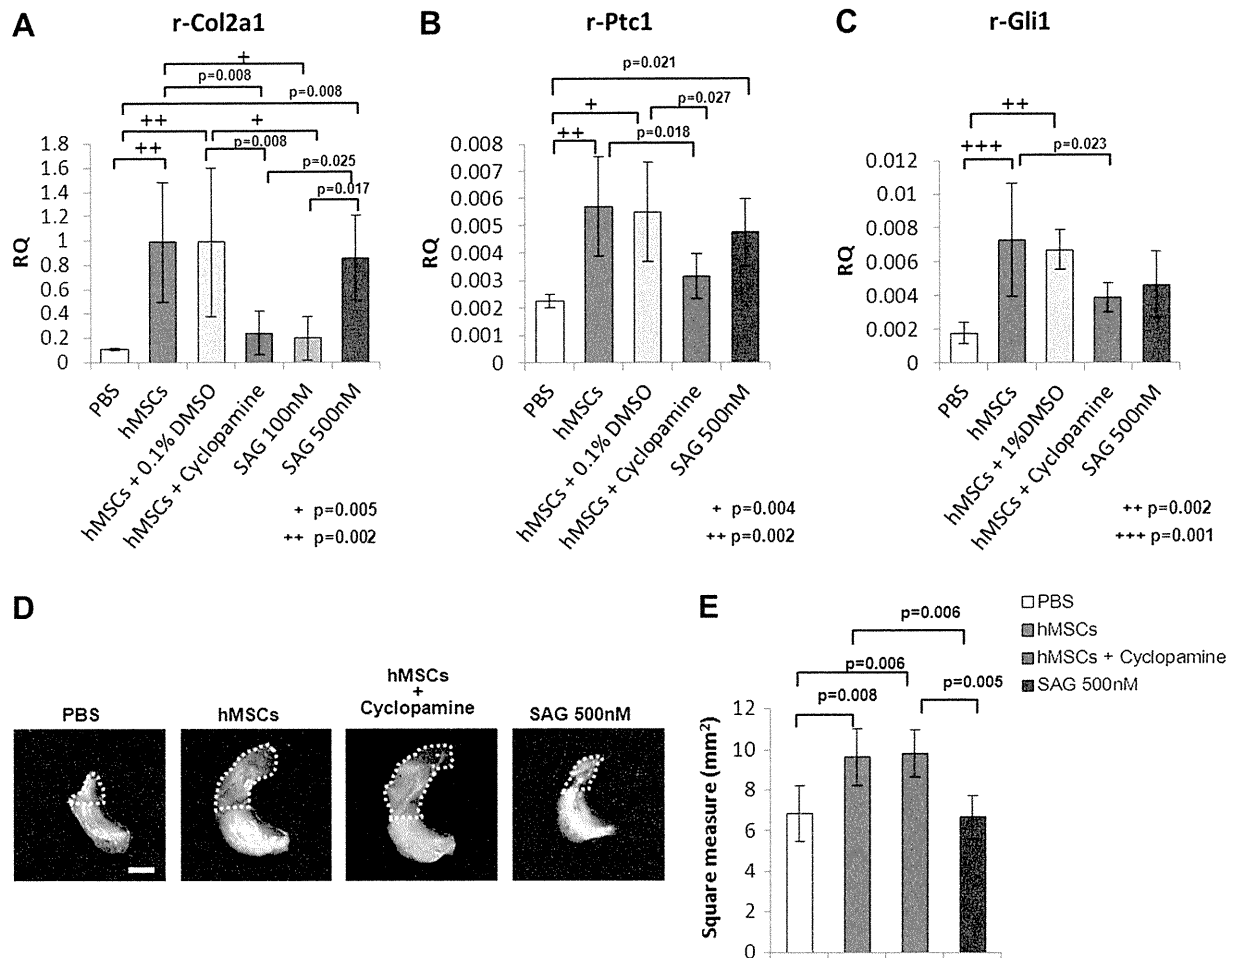 A
r-Col2a1
+
p=0.008
p=0.008
++
+
++
p=0.008
p=0.025
p=0.017
RQ
1.8
1.6
1.4
1.2
1
0.8
0.6
0.4
0.2
0
PBS
hMSCs
hMSCs + 0.1% DMSO
hMSCs + Cyclopamine
SAG 100nM
SAG 500nM
+ p=0.005
++ p=0.002
B
r-Ptc1
p=0.021
+
p=0.027
++
p=0.018
RQ
0.008
0.007
0.006
0.005
0.004
0.003
0.002
0.001
0
PBS
hMSCs
hMSCs + 0.1% DMSO
hMSCs + Cyclopamine
SAG 500nM
+ p=0.004
++ p=0.002
C
r-Gli1
++
+++
p=0.023
RQ
0.012
0.01
0.008
0.006
0.004
0.002
0
PBS
hMSCs
hMSCs + 1%DMSO
hMSCs + Cyclopamine
SAG 500nM
++ p=0.002
+++ p=0.001
D
PBS
hMSCs
hMSCs
+
Cyclopamine
SAG 500nM
E
PBS
hMSCs
hMSCs + Cyclopamine
SAG 500nM
p=0.006
p=0.006
p=0.008
p=0.005
Square measure (mm²)
12
10
8
6
4
2
0